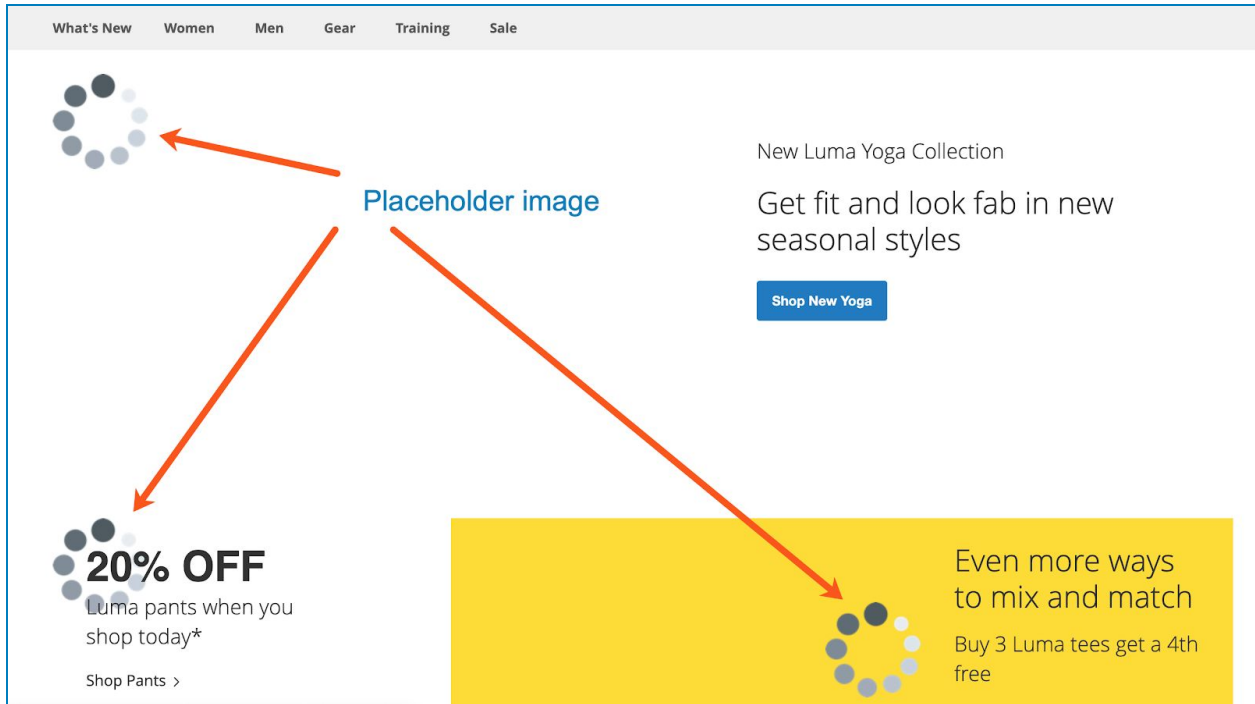 What's New Women Men Gear Training Sale
New Luma Yoga Collection
Placeholder image
Get fit and look fab in new
seasonal styles
Shop New Yoga
20% OFF
Luma pants when you
shop today*
Shop Pants >
Even more ways
to mix and match
Buy 3 Luma tees get a 4th
free